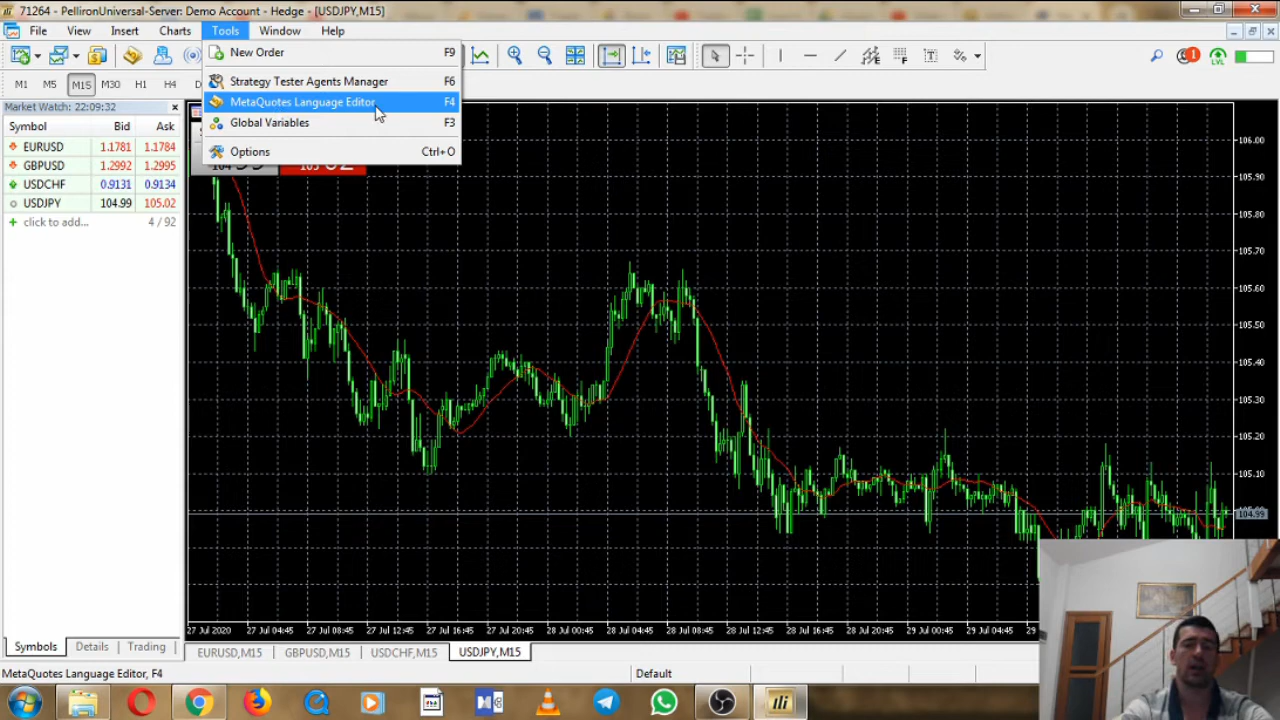 71264 - PellironUniversal-Server: Demo Account - Hedge - [USDJPY,M15]
File View Insert Charts Tools Window Help
New Order F9
Strategy Tester Agents Manager F6
MetaQuotes Language Editor F4
Global Variables F3
Options Ctrl+O
1
LVL
M1 M5 M15 M30 H1 H4
Market Watch: 22:09:32
Symbol Bid Ask
EURUSD 1.1781 1.1784
GBPUSD 1.2992 1.2995
USDCHF 0.9131 0.9134
USDJPY 104.99 105.02
click to add... 4 / 92
106.00
105.90
105.80
105.70
105.60
105.50
105.40
105.30
105.20
105.10
104.99
27 Jul 2020 27 Jul 04:45 27 Jul 08:45 27 Jul 12:45 27 Jul 16:45 27 Jul 20:45 28 Jul 00:45 28 Jul 04:45 28 Jul 08:45 28 Jul 12:45 28 Jul 16:45 28 Jul 20:45 29 Jul 00:45 29 Jul 04:45 29
Symbols Details Trading
EURUSD,M15 GBPUSD,M15 USDCHF,M15 USDJPY,M15
MetaQuotes Language Editor, F4 Default